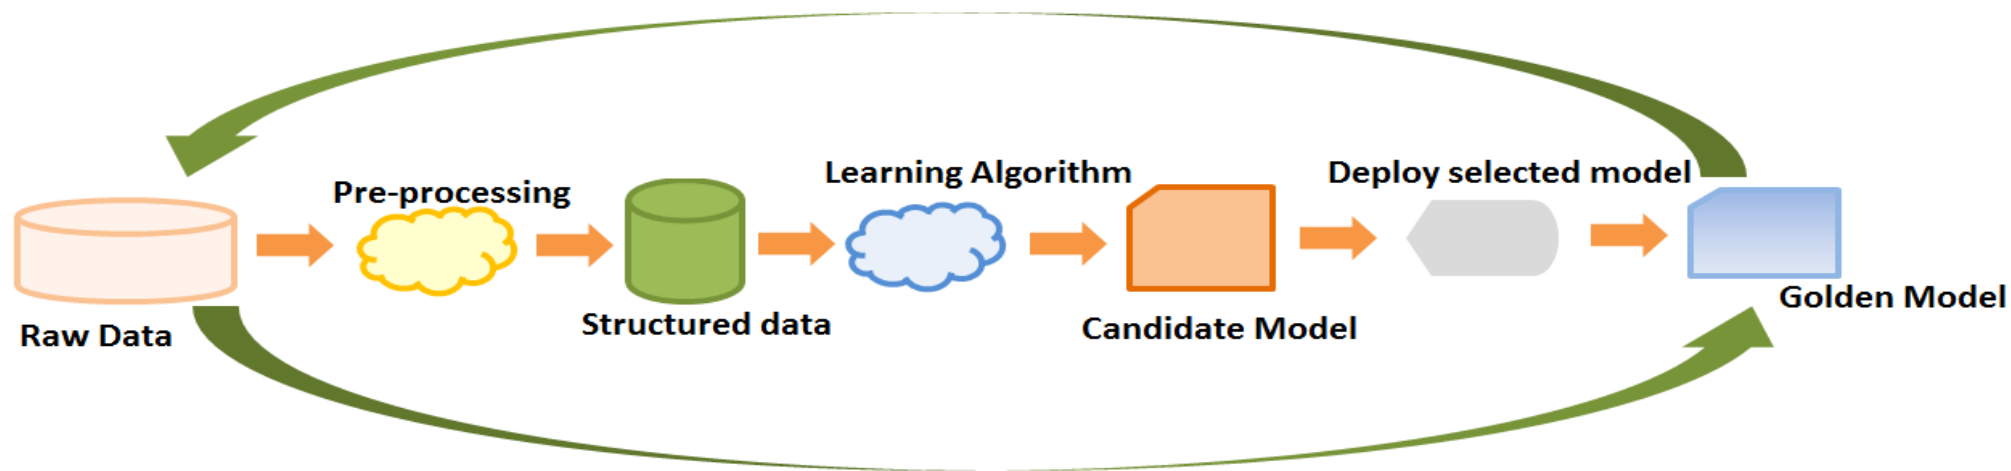 Raw Data
Pre-processing
Structured data
Learning Algorithm
Candidate Model
Deploy selected model
Golden Model